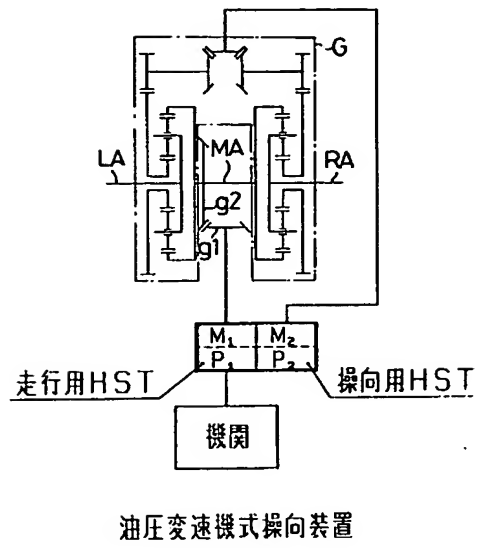 G
LA
MA
RA
g2
g1
M₁ M₂
P₁ P₂
走行用HST
操向用HST
機関
油圧変速機式操向装置